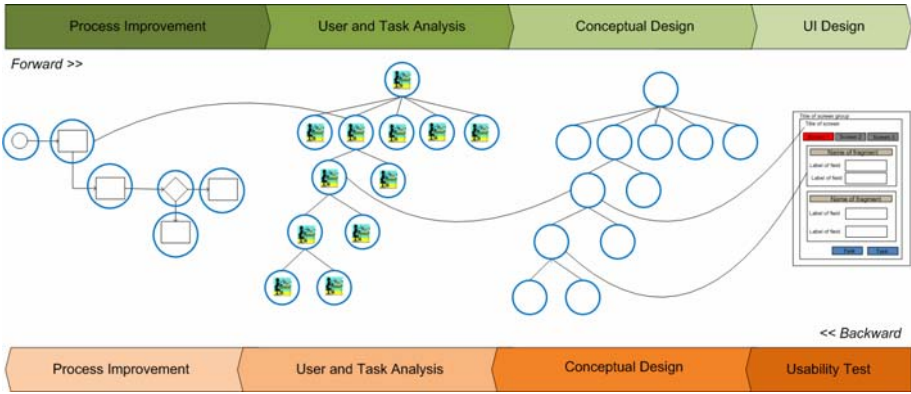 Process Improvement
User and Task Analysis
Conceptual Design
UI Design
Forward >>
Title of screen group
Title of screen
Screen 2
Screen 3
Name of fragment
Label of field
Label of field
Name of fragment
Label of field
Label of field
<< Backward
Process Improvement
User and Task Analysis
Conceptual Design
Usability Test